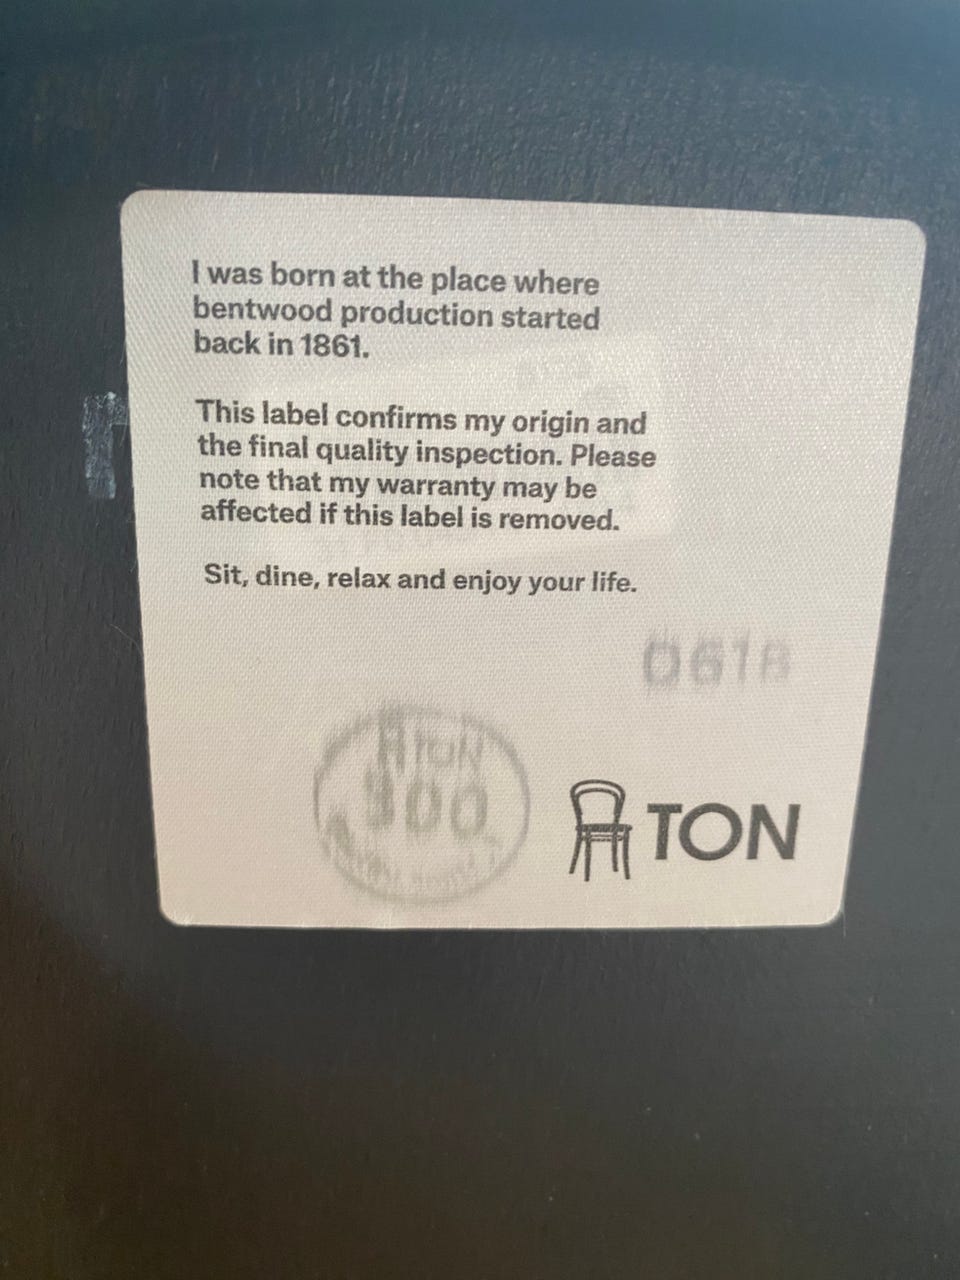 I was born at the place where
bentwood production started
back in 1861.
This label confirms my origin and
the final quality inspection. Please
note that my warranty may be
affected if this label is removed.
Sit, dine, relax and enjoy your life.
TON
TON